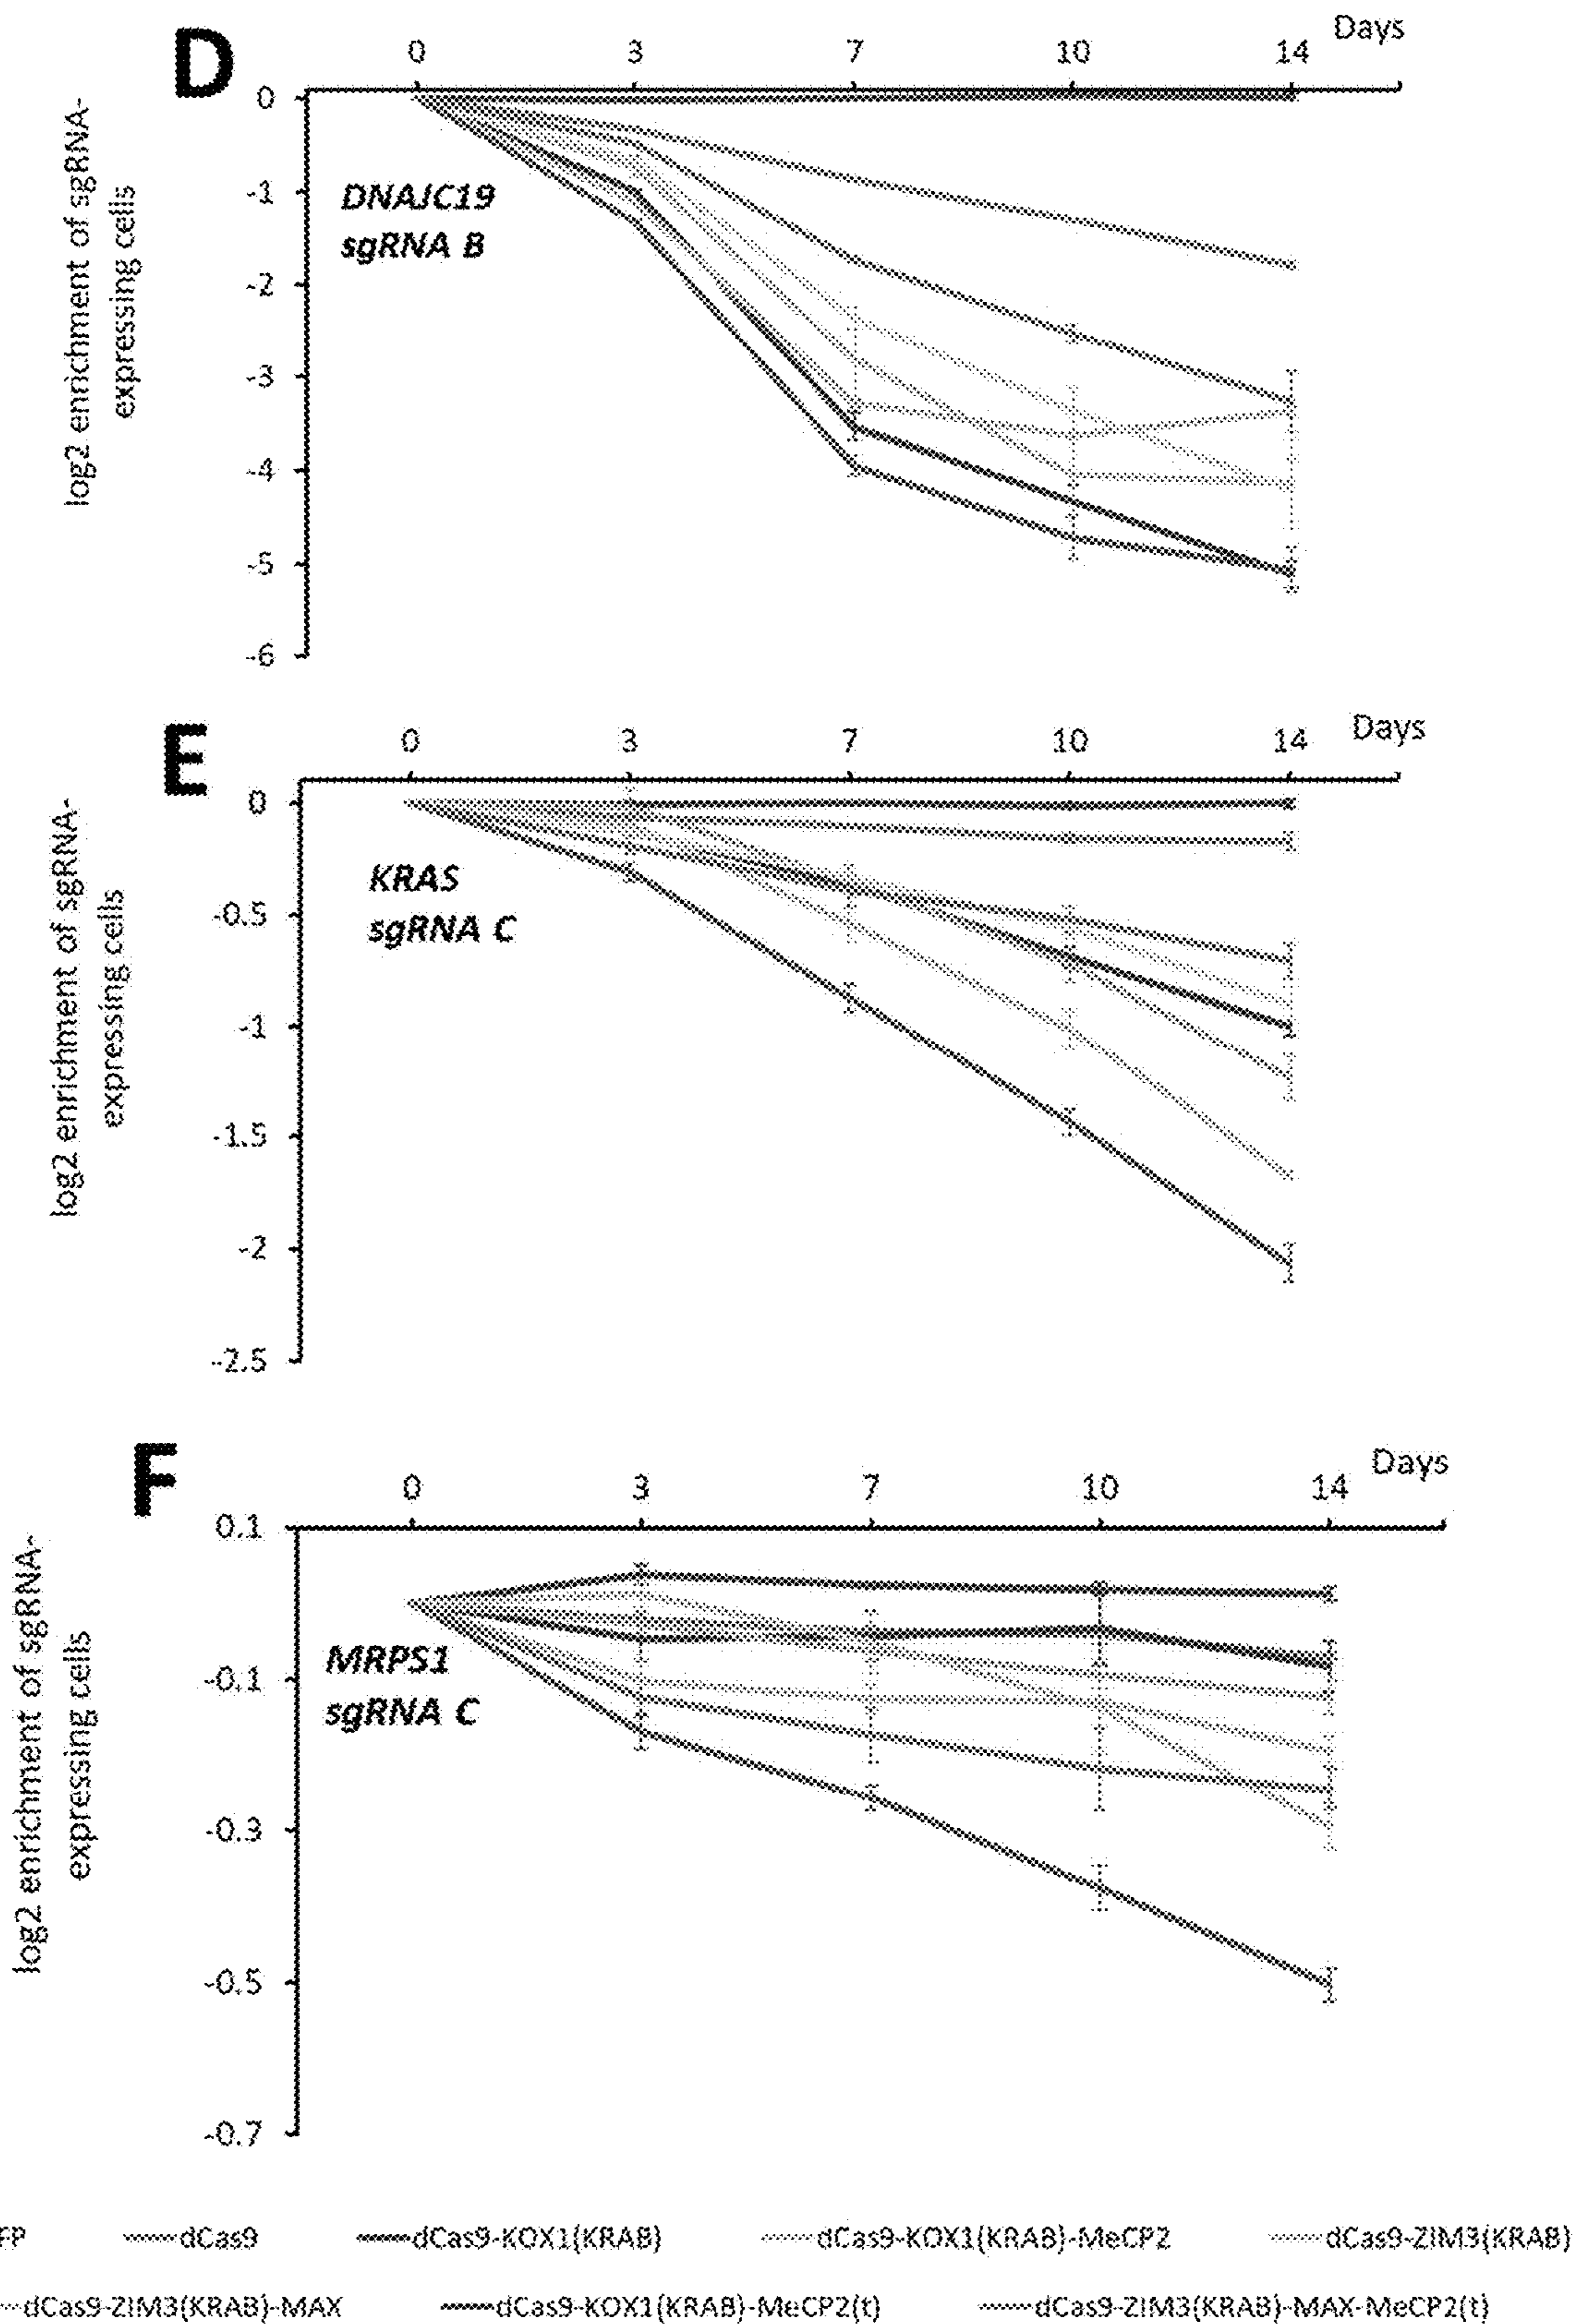 D
Days
0 3 7 10 14
0
-1
-2
-3
-4
-5
-6
log2 enrichment of sgRNA-
expressing cells
DNAJC19
sgRNA B
E
Days
0 3 7 10 14
0
-0.5
-1
-1.5
-2
-2.5
log2 enrichment of sgRNA-
expressing cells
KRAS
sgRNA C
F
Days
0 3 7 10 14
0.1
-0.1
-0.3
-0.5
-0.7
log2 enrichment of sgRNA-
expressing cells
MRPS1
sgRNA C
FP dCas9 dCas9-KOX1(KRAB) dCas9-KOX1(KRAB)-MeCP2 dCas9-ZIM3(KRAB)
dCas9-ZIM3(KRAB)-MAX dCas9-KOX1(KRAB)-MeCP2(t) dCas9-ZIM3(KRAB)-MAX-MeCP2(t)